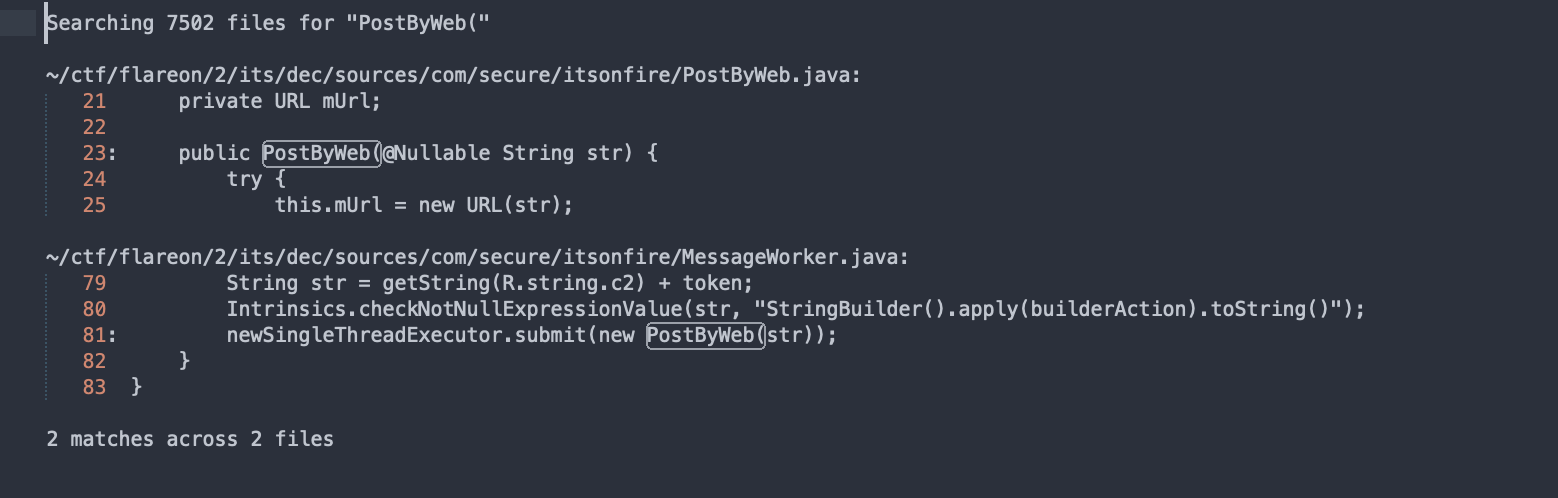 Searching 7502 files for "PostByWeb("
~/ctf/flareon/2/its/dec/sources/com/secure/itsonfire/PostByWeb.java:
21      private URL mUrl;
22
23:     public PostByWeb(@Nullable String str) {
24          try {
25              this.mUrl = new URL(str);
~/ctf/flareon/2/its/dec/sources/com/secure/itsonfire/MessageWorker.java:
79          String str = getString(R.string.c2) + token;
80          Intrinsics.checkNotNullExpressionValue(str, "StringBuilder().apply(builderAction).toString()");
81:         newSingleThreadExecutor.submit(new PostByWeb(str));
82      }
83  }
2 matches across 2 files